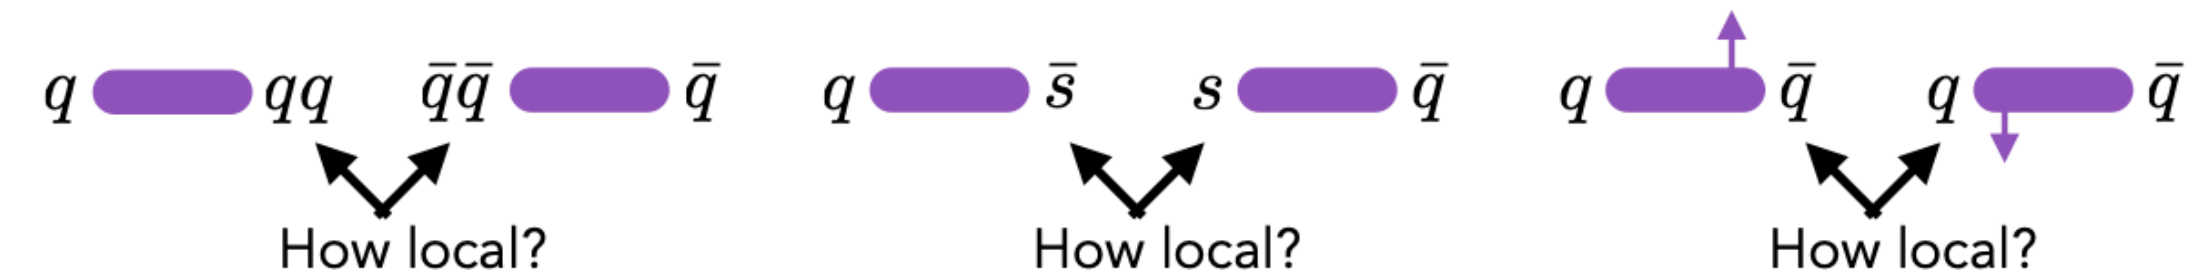 q qq q̄q̄ q̄ q s̄ s q̄ q q̄ q q̄
How local? How local? How local?